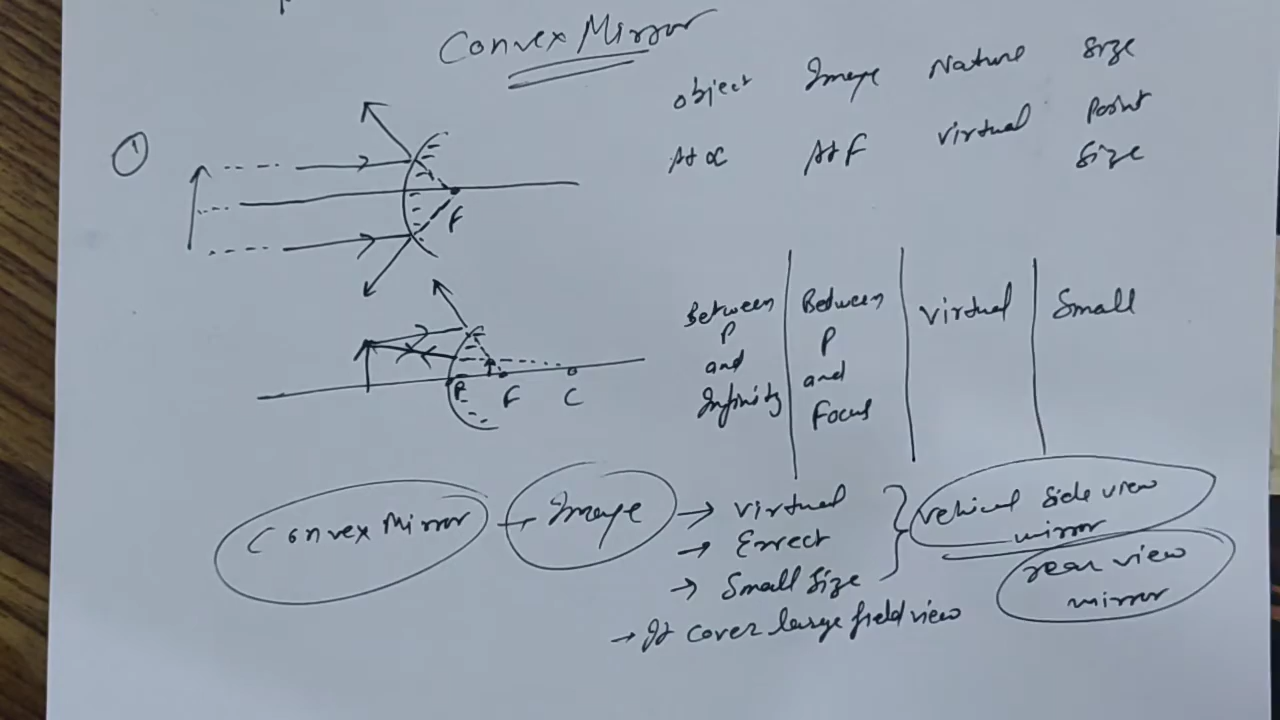 Convex Mirror
Object Image Nature Size
①
At ∝ At F Virtual Point Size
F
Between P and Infinity
Between P and Focus
Virtual
Small
P F C
Convex Mirror → Image → Virtual
→ Errect
→ Small Size
→ It cover large field view
vehical side view mirror
rear view mirror